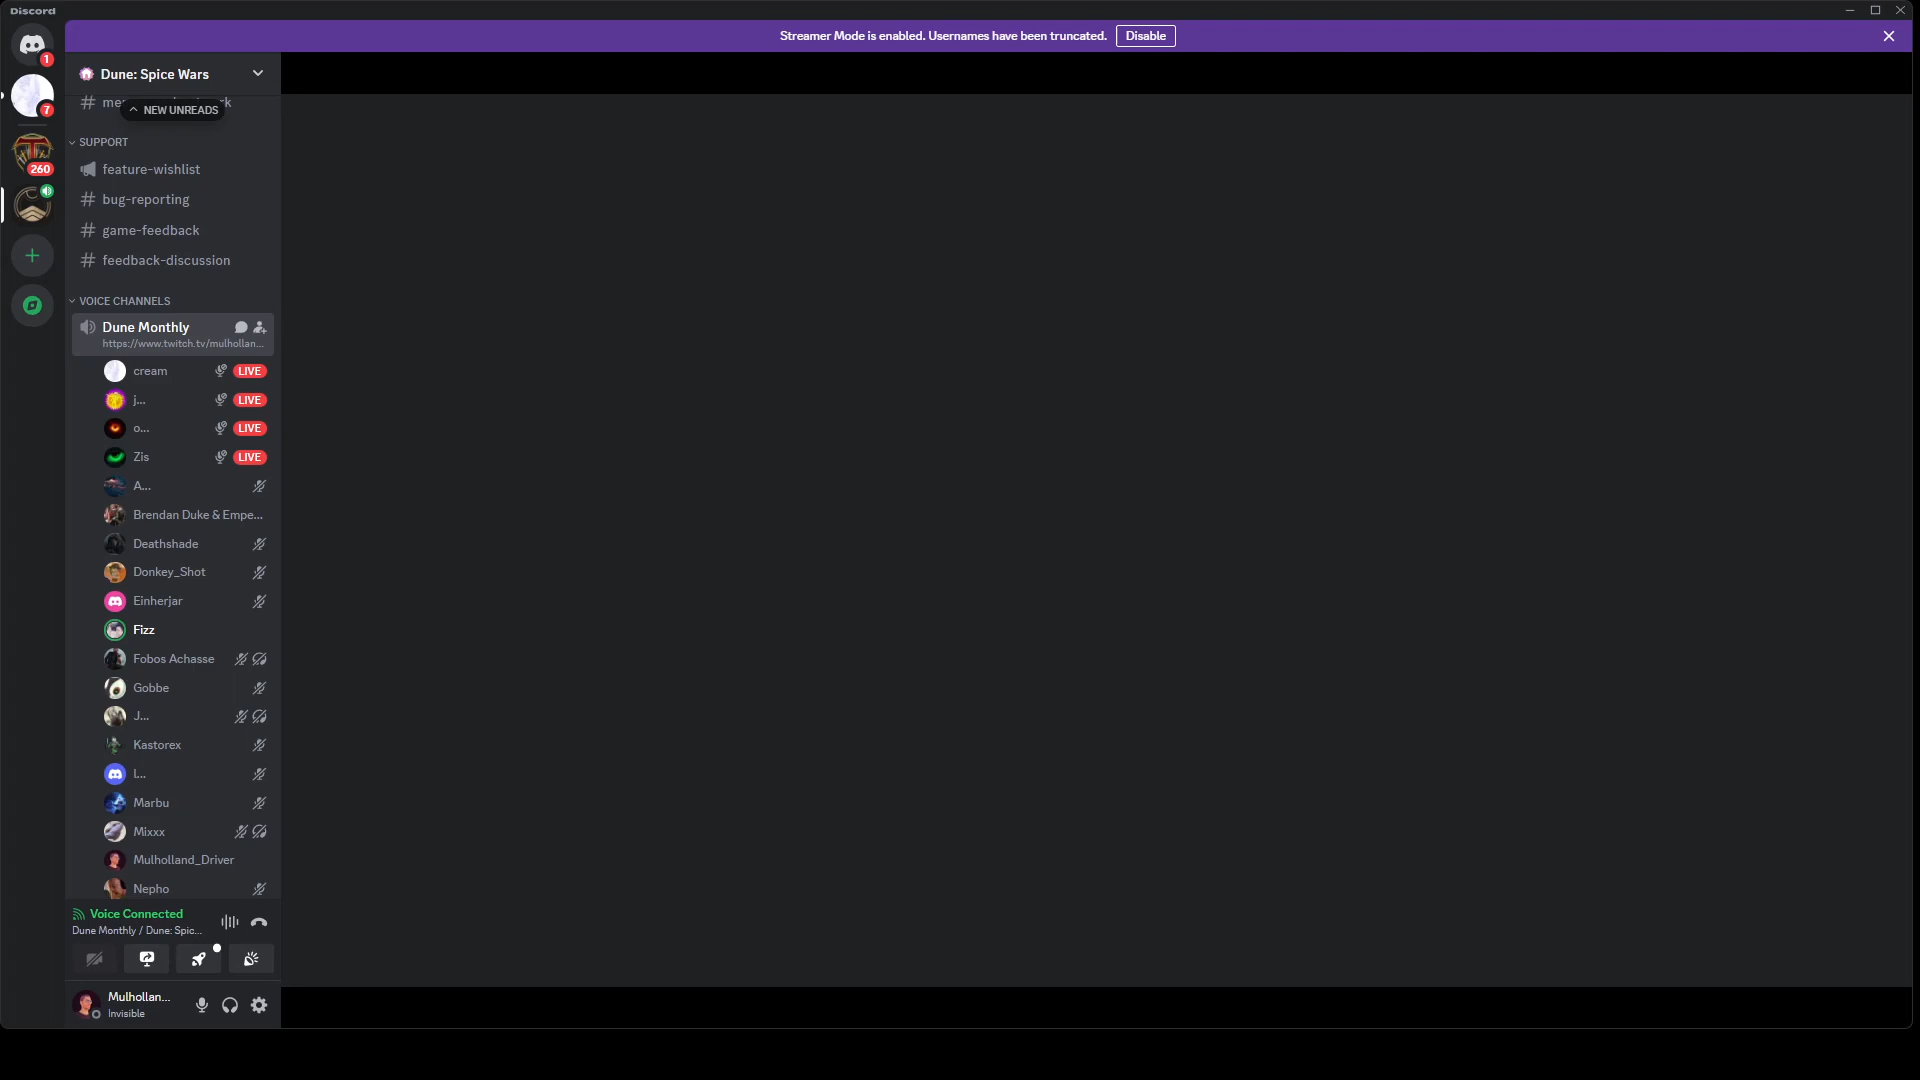 Discord
Streamer Mode is enabled. Usernames have been truncated. Disable
1
7
260
Dune: Spice Wars
NEW UNREADS
SUPPORT
feature-wishlist
bug-reporting
game-feedback
feedback-discussion
VOICE CHANNELS
Dune Monthly
https://www.twitch.tv/mulhollan...
cream LIVE
j... LIVE
o... LIVE
Zis LIVE
A...
Brendan Duke & Empe...
Deathshade
Donkey_Shot
Einherjar
Fizz
Fobos Achasse
Gobbe
J...
Kastorex
Marbu
Mixxx
Mulholland_Driver
Nepho
Voice Connected
Dune Monthly / Dune: Spic...
Mulhollan...
Invisible